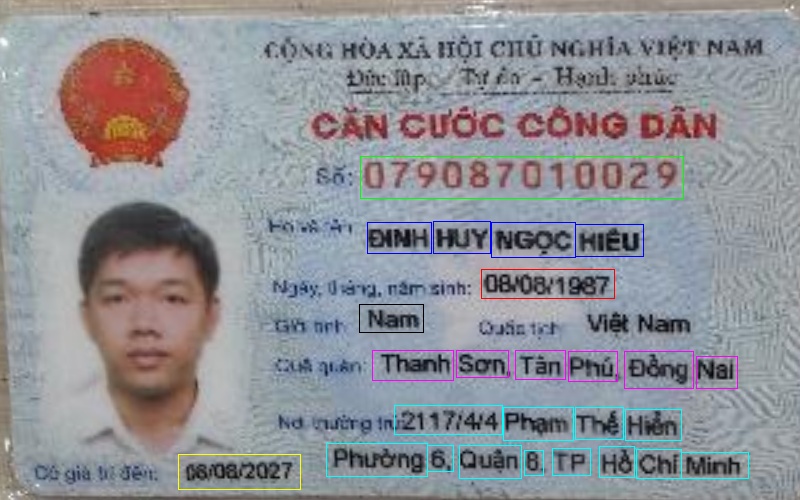 CỘNG HÒA XÃ HỘI CHỦ NGHĨA VIỆT NAM
Độc lập - Tự do - Hạnh phúc
CĂN CƯỚC CÔNG DÂN
Số: 079087010029
Họ và tên: ĐINH HUY NGỌC HIẾU
Ngày, tháng, năm sinh: 08/08/1987
Giới tính: Nam Quốc tịch: Việt Nam
Quê quán: Thanh Sơn, Tân Phú, Đồng Nai
Nơi thường trú: 2117/4/4 Phạm Thế Hiển
Phường 6, Quận 8, TP Hồ Chí Minh
Có giá trị đến: 08/08/2027